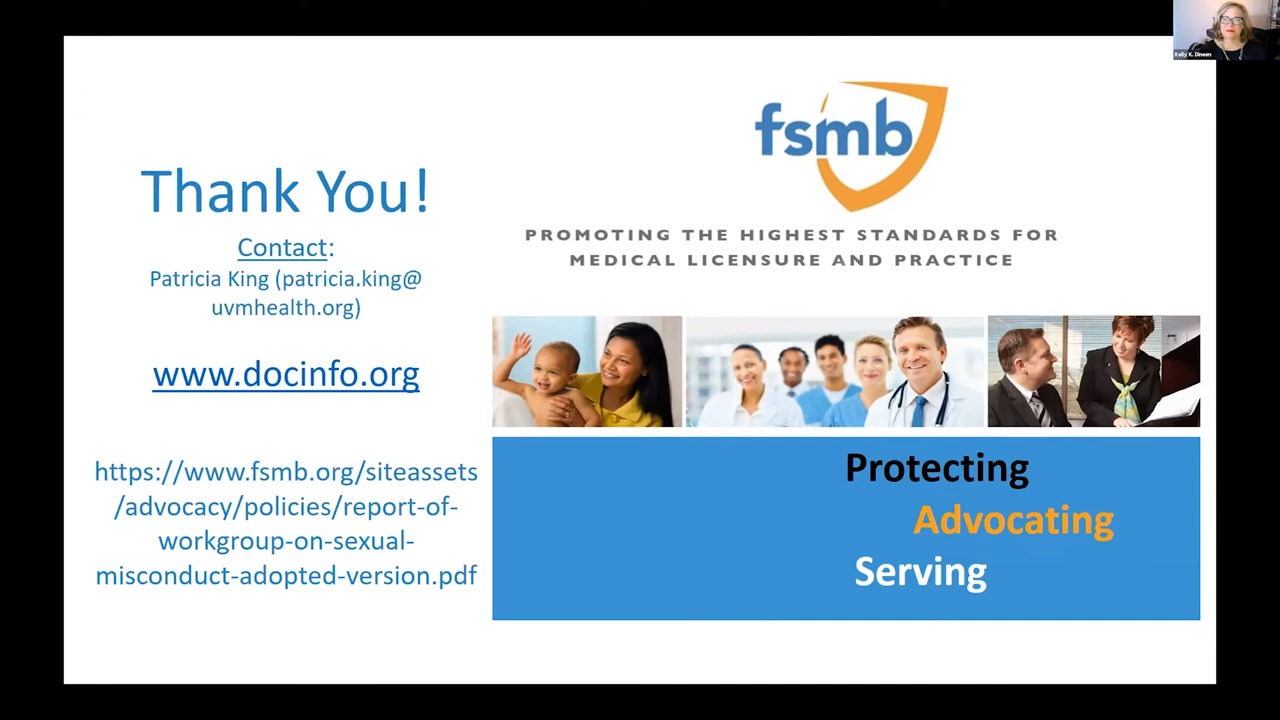 Kelly K. Dineen
fsmb
PROMOTING THE HIGHEST STANDARDS FOR
MEDICAL LICENSURE AND PRACTICE
Thank You!
Contact:
Patricia King (patricia.king@
uvmhealth.org)
www.docinfo.org
https://www.fsmb.org/siteassets
/advocacy/policies/report-of-
workgroup-on-sexual-
misconduct-adopted-version.pdf
Protecting
Advocating
Serving